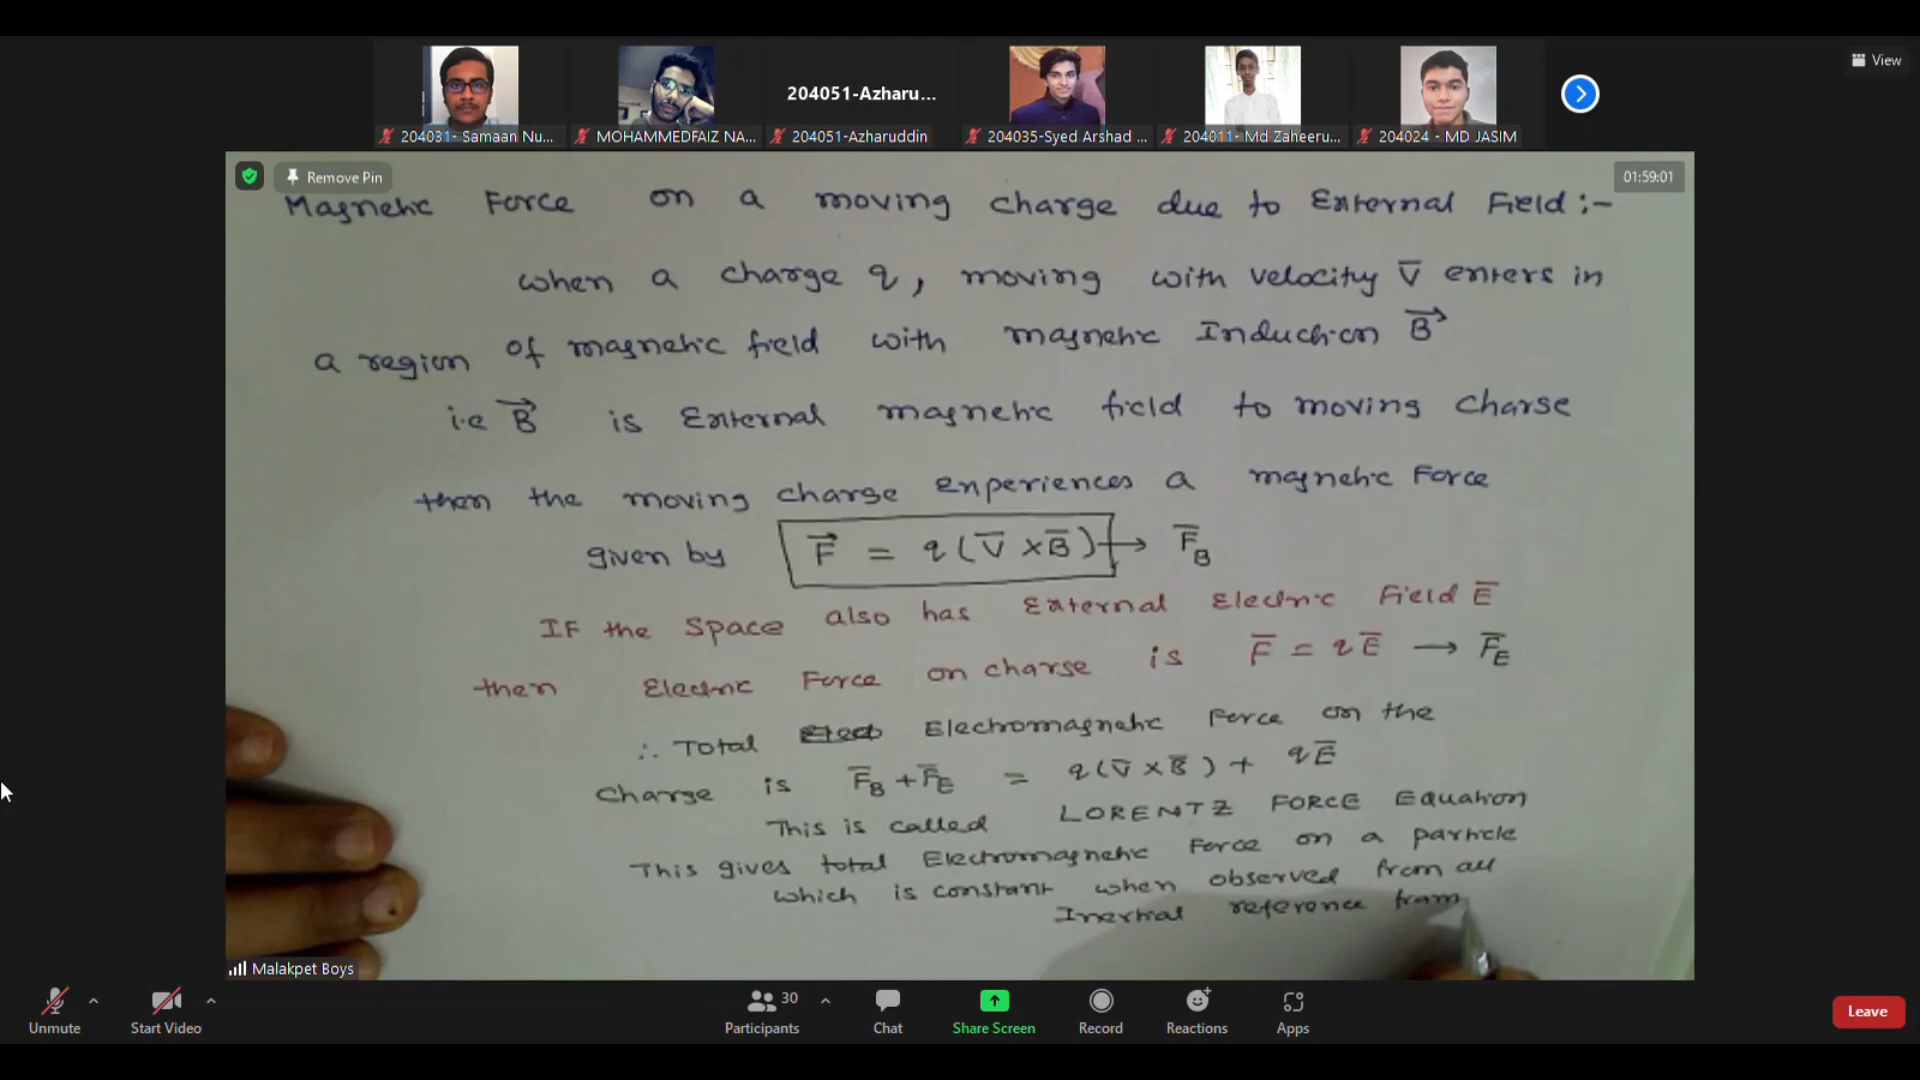 View
204051-Azharu...
204031- Samaan Nu...
MOHAMMEDFAIZ NA...
204051-Azharuddin
204035-Syed Arshad ...
204011- Md Zaheeru...
204024 - MD JASIM
Remove Pin
01:59:01
Magnetic Force on a moving charge due to External Field :-
when a charge q, moving with velocity V̅ enters in
a region of magnetic field with magnetic Induction B⃗
i.e B⃗ is External magnetic field to moving charge
then the moving charge experiences a magnetic Force
given by F⃗ = q(V̅ × B̅) → F̅_B
IF the Space also has External Electric Field E̅
then Electric Force on charge is F̅ = qE̅ → F̅_E
∴ Total Electromagnetic Force on the
charge is F̅_B + F̅_E = q(V̅ × B̅) + qE̅
This is called LORENTZ FORCE Equation
This gives total Electromagnetic Force on a particle
which is constant when observed from all
Inertial reference fram
Malakpet Boys
Unmute
Start Video
30
Participants
Chat
Share Screen
Record
Reactions
Apps
Leave